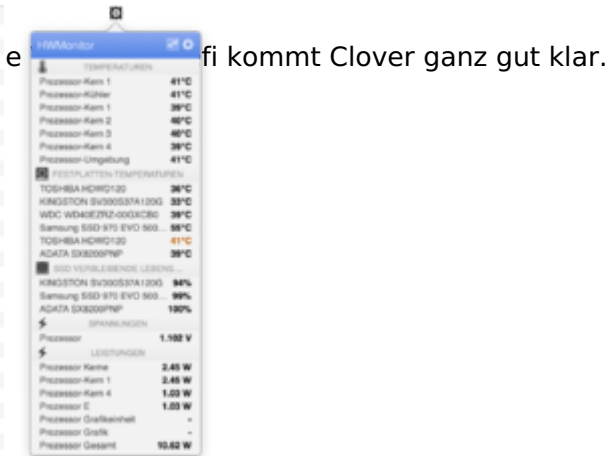 HWMonitor
e fi kommt Clover ganz gut klar.
TEMPERATUREN
Prozessor-Kern 1 41°C
Prozessor-Kühler 41°C
Prozessor-Kern 1 39°C
Prozessor-Kern 2 40°C
Prozessor-Kern 3 40°C
Prozessor-Kern 4 39°C
Prozessor-Umgebung 41°C
FESTPLATTEN-TEMPERATUREN
TOSHIBA HDWD120 36°C
KINGSTON SV300S37A120G 33°C
WDC WD40EZRZ-00GXCB0 39°C
Samsung SSD 970 EVO 500... 55°C
TOSHIBA HDWD120 41°C
ADATA SX8200PNP 39°C
SSD VERBLEIBENDE LEBENS...
KINGSTON SV300S37A120G 94%
Samsung SSD 970 EVO 500... 99%
ADATA SX8200PNP 100%
SPANNUNGEN
Prozessor 1.102 V
LEISTUNGEN
Prozessor Kerne 2.45 W
Prozessor-Kern 1 2.45 W
Prozessor-Kern 4 1.03 W
Prozessor E 1.03 W
Prozessor Grafikeinheit -
Prozessor Grafik -
Prozessor Gesamt 10.62 W